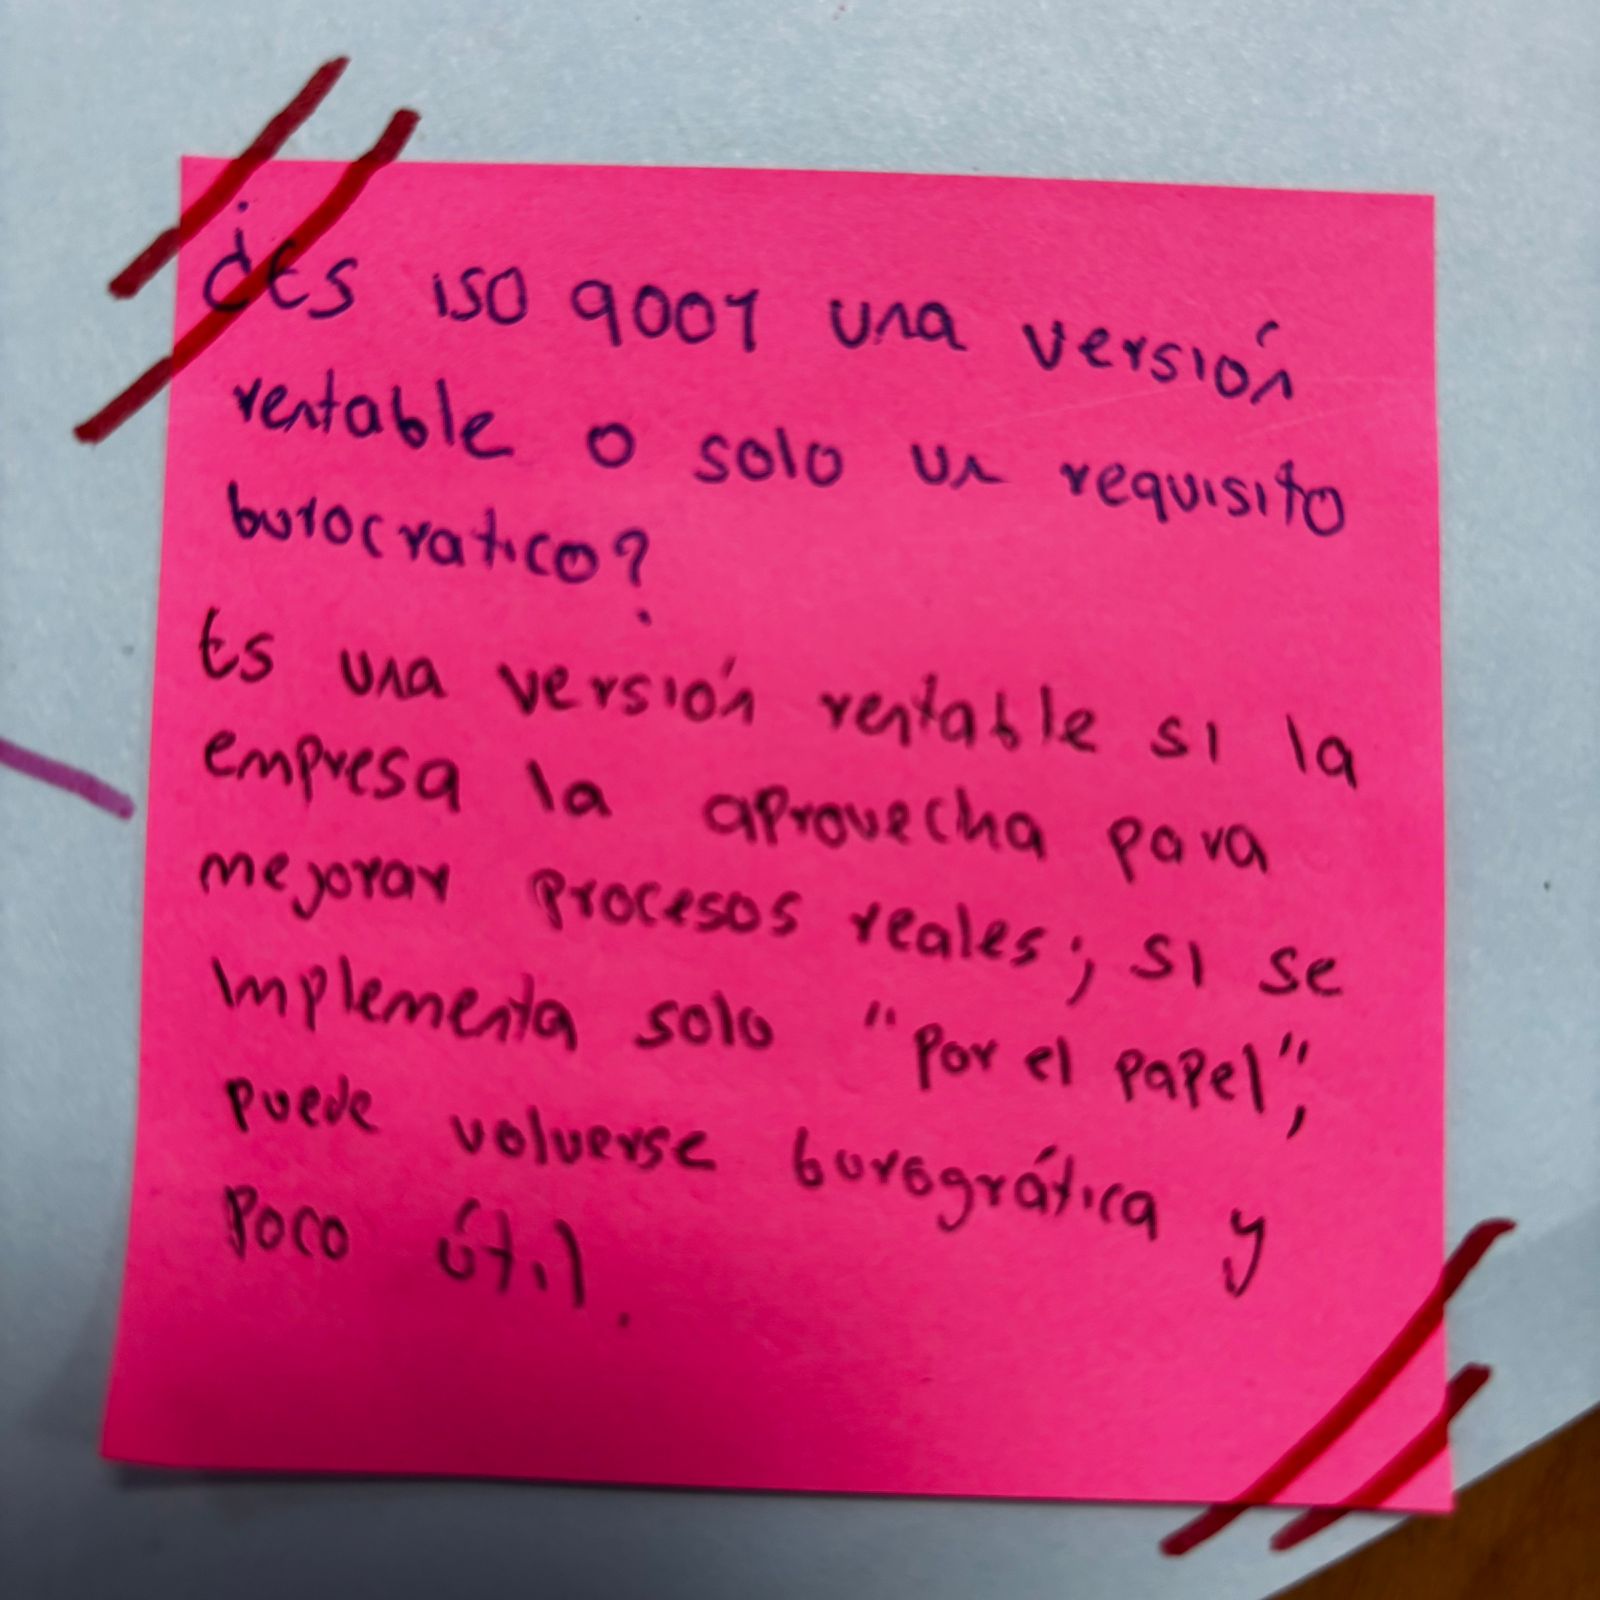 ¿Es iso 9001 una versión
rentable o solo un requisito
burocratico?
Es una versión rentable si la
empresa la aprovecha para
mejorar procesos reales; si se
implementa solo "por el papel",
puede volverse burogrática y
poco útil.